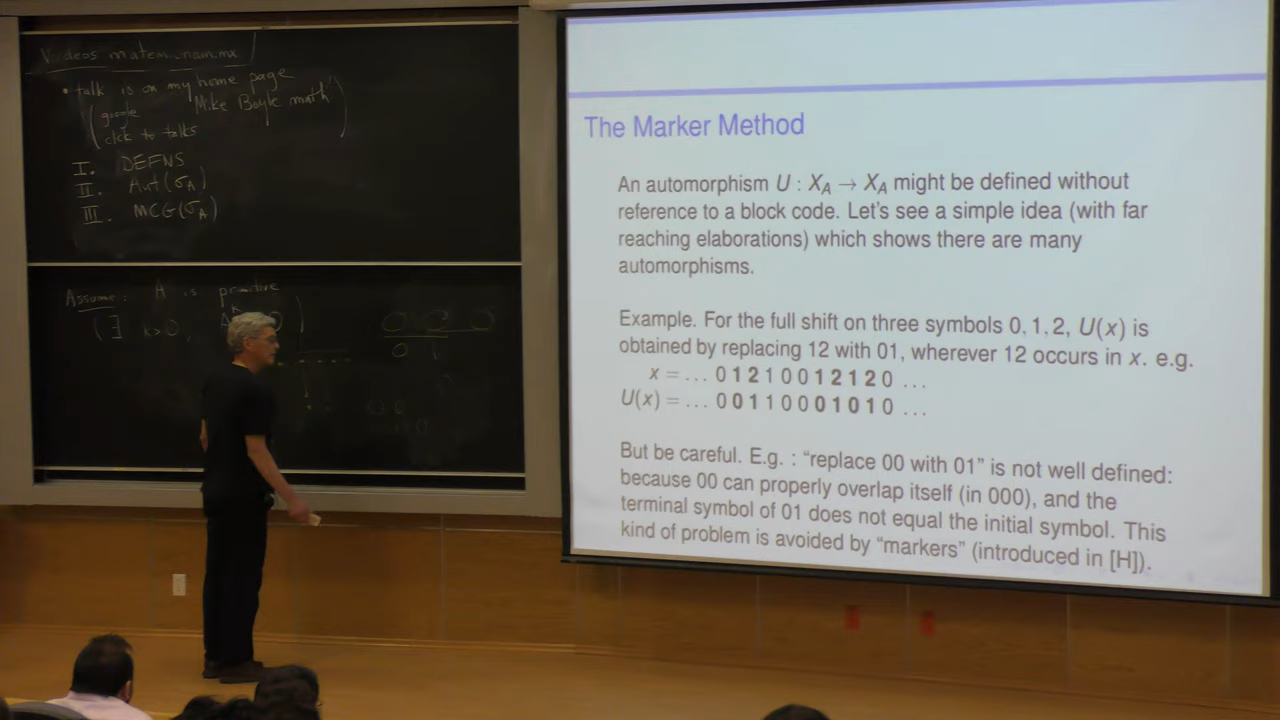 Videos matem.unam.mx/
• talk is on my home page
(google Mike Boyle math
click to talks)
I. DEFNS
II. Aut(σ_A)
III. MCG(σ_A)
Assume: A is primitive
(∃ k>0,
The Marker Method
An automorphism U : X_A → X_A might be defined without
reference to a block code. Let's see a simple idea (with far
reaching elaborations) which shows there are many
automorphisms.
Example. For the full shift on three symbols 0, 1, 2, U(x) is
obtained by replacing 12 with 01, wherever 12 occurs in x. e.g.
x = ... 0 1 2 1 0 0 1 2 1 2 0 ...
U(x) = ... 0 0 1 1 0 0 0 1 0 1 0 ...
But be careful. E.g. : “replace 00 with 01” is not well defined:
because 00 can properly overlap itself (in 000), and the
terminal symbol of 01 does not equal the initial symbol. This
kind of problem is avoided by “markers” (introduced in [H]).